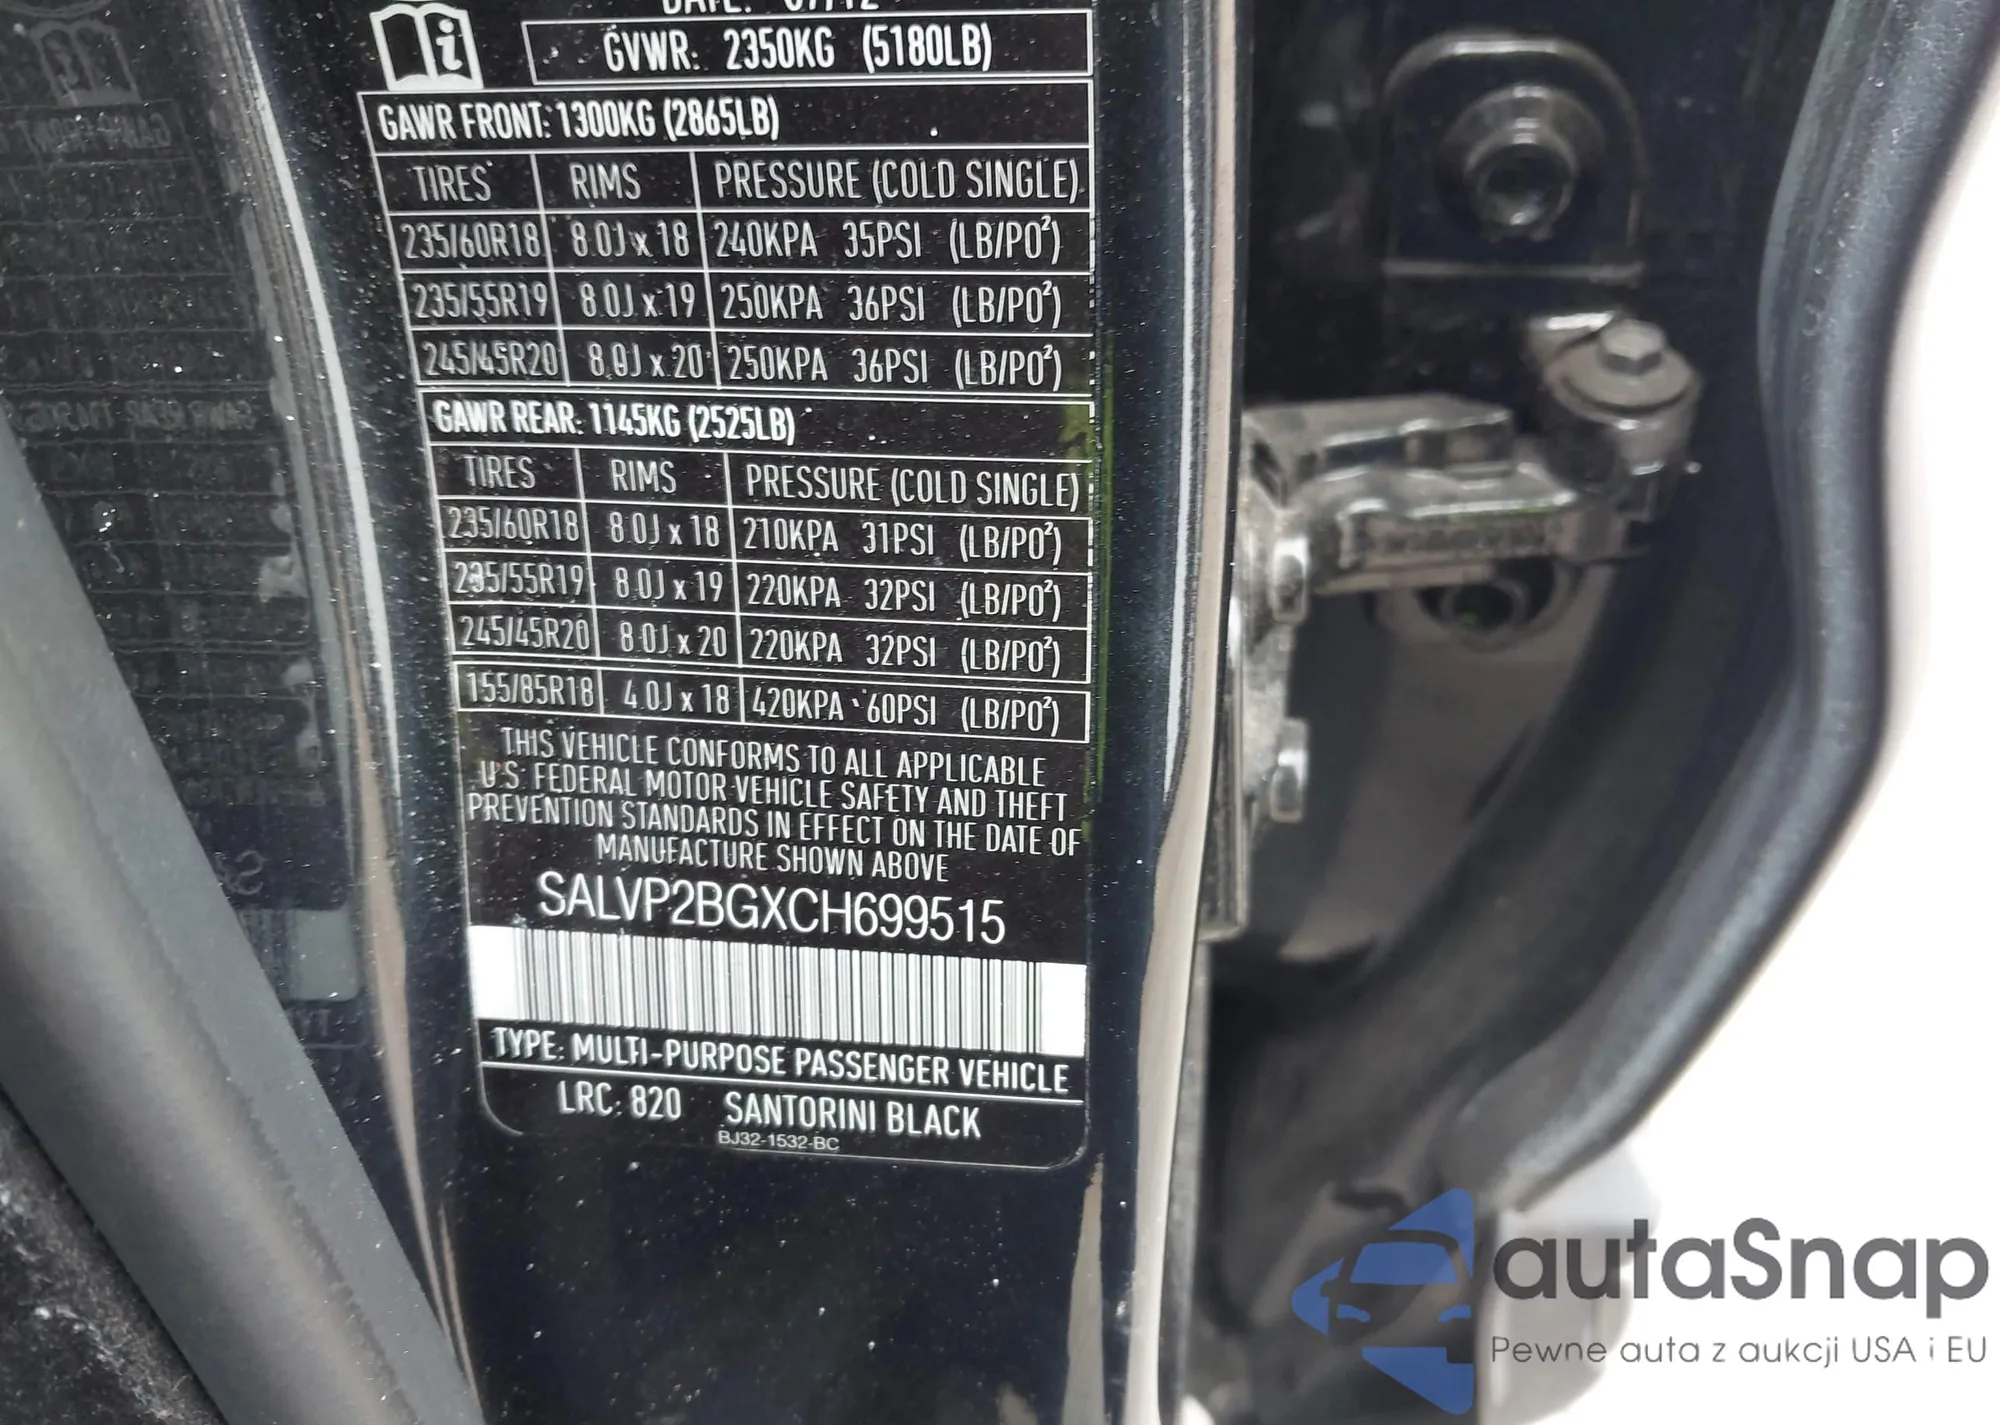 DATE: 07/12
GVWR: 2350KG (5180LB)
GAWR FRONT: 1300KG (2865LB)
TIRES RIMS PRESSURE (COLD SINGLE)
235/60R18 8.0J x 18 240KPA 35PSI (LB/PO²)
235/55R19 8.0J x 19 250KPA 36PSI (LB/PO²)
245/45R20 8.0J x 20 250KPA 36PSI (LB/PO²)
GAWR REAR: 1145KG (2525LB)
TIRES RIMS PRESSURE (COLD SINGLE)
235/60R18 8.0J x 18 210KPA 31PSI (LB/PO²)
235/55R19 8.0J x 19 220KPA 32PSI (LB/PO²)
245/45R20 8.0J x 20 220KPA 32PSI (LB/PO²)
155/85R18 4.0J x 18 420KPA 60PSI (LB/PO²)
THIS VEHICLE CONFORMS TO ALL APPLICABLE
U.S. FEDERAL MOTOR VEHICLE SAFETY AND THEFT
PREVENTION STANDARDS IN EFFECT ON THE DATE OF
MANUFACTURE SHOWN ABOVE
SALVP2BGXCH699515
TYPE: MULTI-PURPOSE PASSENGER VEHICLE
LRC: 820 SANTORINI BLACK
BJ32-1532-BC
autaSnap
Pewne auta z aukcji USA i EU